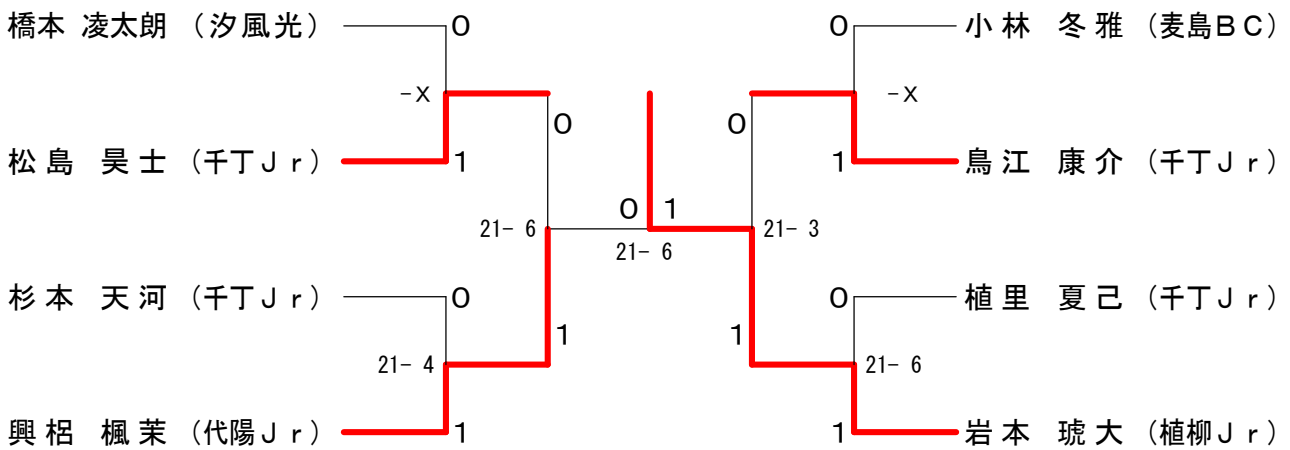 橋本 凌太朗 （汐風光） 0 0 小林 冬雅 （麦島ＢＣ）
-X -X
0 0
松島 昊士 （千丁Ｊｒ） 1 1 鳥江 康介 （千丁Ｊｒ）
0 1
21- 6 21- 3
21- 6
杉本 天河 （千丁Ｊｒ） 0 0 植里 夏己 （千丁Ｊｒ）
1 1
21- 4 21- 6
興梠 楓茉 （代陽Ｊｒ） 1 1 岩本 琥大 （植柳Ｊｒ）